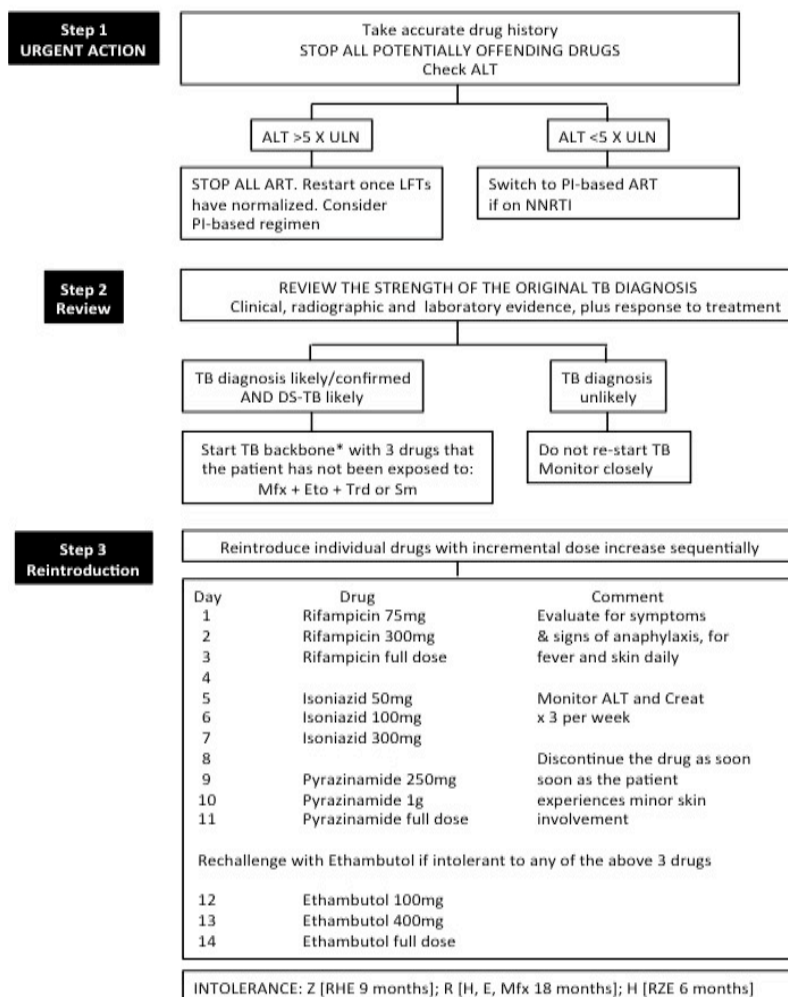 Step 1
URGENT ACTION
Take accurate drug history
STOP ALL POTENTIALLY OFFENDING DRUGS
Check ALT
ALT >5 X ULN
ALT <5 X ULN
STOP ALL ART. Restart once LFTs
have normalized. Consider
PI-based regimen
Switch to PI-based ART
if on NNRTI
Step 2
Review
REVIEW THE STRENGTH OF THE ORIGINAL TB DIAGNOSIS
Clinical, radiographic and laboratory evidence, plus response to treatment
TB diagnosis likely/confirmed
AND DS-TB likely
TB diagnosis
unlikely
Start TB backbone* with 3 drugs that
the patient has not been exposed to:
Mfx + Eto + Trd or Sm
Do not re-start TB
Monitor closely
Step 3
Reintroduction
Reintroduce individual drugs with incremental dose increase sequentially
Day Drug Comment
1 Rifampicin 75mg Evaluate for symptoms
2 Rifampicin 300mg & signs of anaphylaxis, for
3 Rifampicin full dose fever and skin daily
4
5 Isoniazid 50mg Monitor ALT and Creat
6 Isoniazid 100mg x 3 per week
7 Isoniazid 300mg
8 Discontinue the drug as soon
9 Pyrazinamide 250mg soon as the patient
10 Pyrazinamide 1g experiences minor skin
11 Pyrazinamide full dose involvement
Rechallenge with Ethambutol if intolerant to any of the above 3 drugs
12 Ethambutol 100mg
13 Ethambutol 400mg
14 Ethambutol full dose
INTOLERANCE: Z [RHE 9 months]; R [H, E, Mfx 18 months]; H [RZE 6 months]